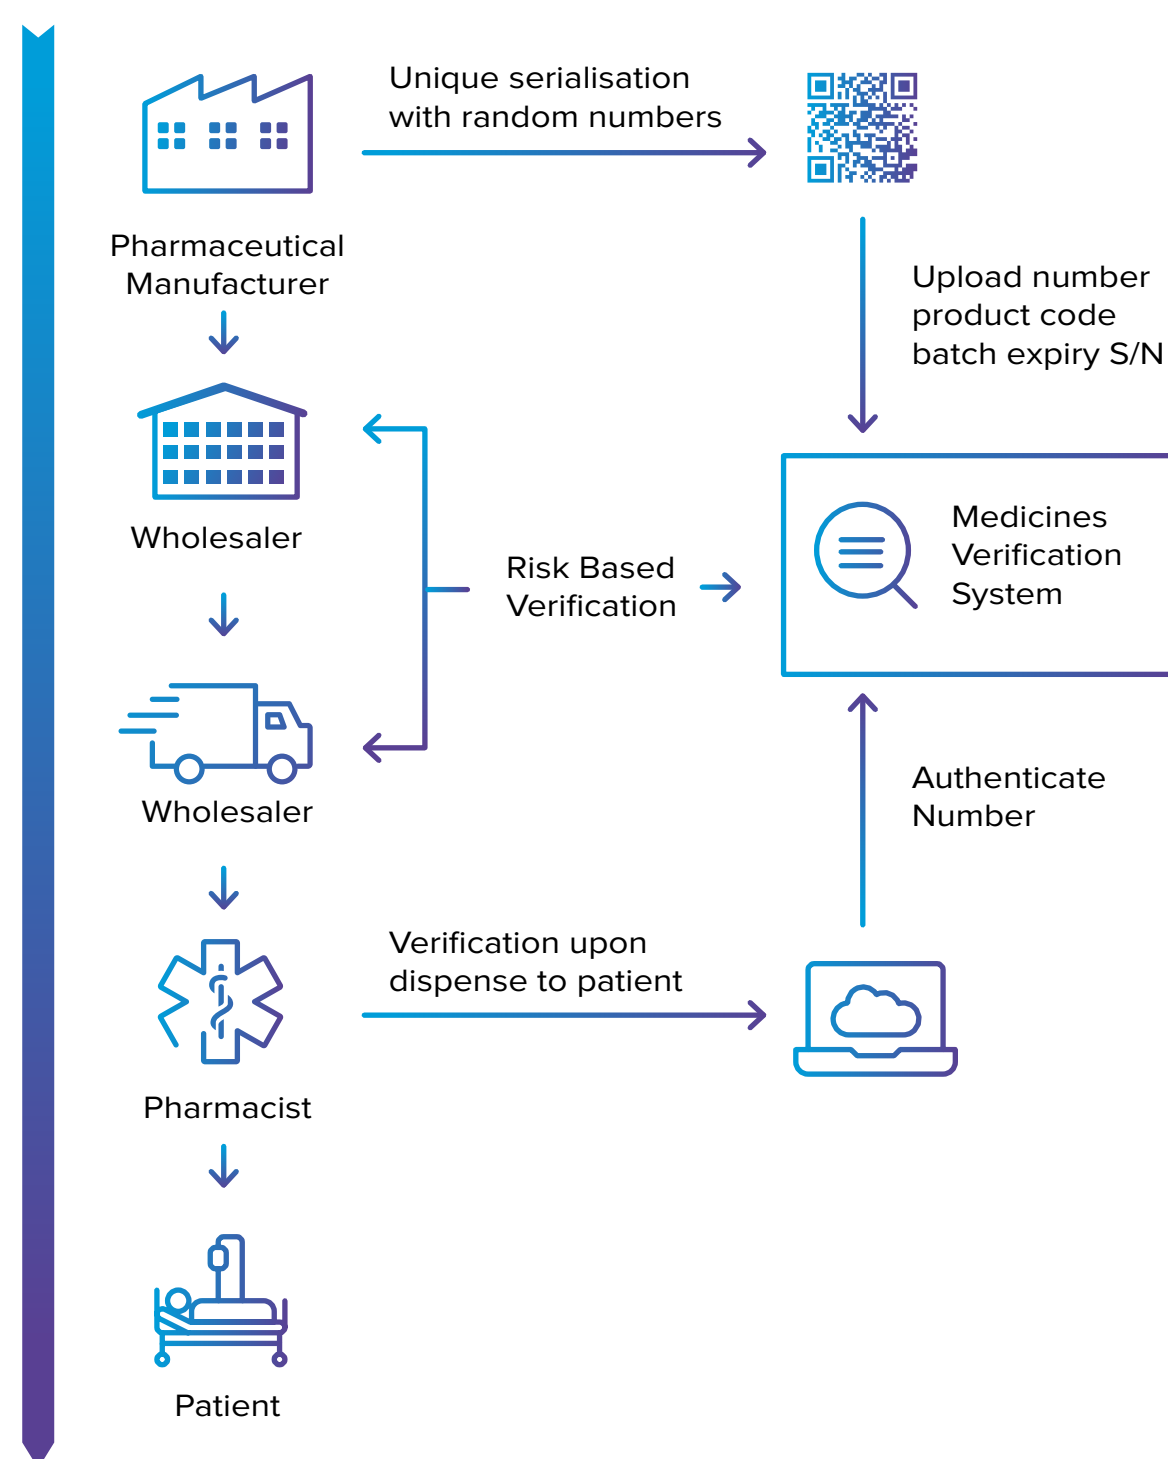 Unique serialisation
with random numbers
Pharmaceutical
Manufacturer
Upload number
product code
batch expiry S/N
Wholesaler
Risk Based
Verification
Medicines
Verification
System
Wholesaler
Authenticate
Number
Verification upon
dispense to patient
Pharmacist
Patient